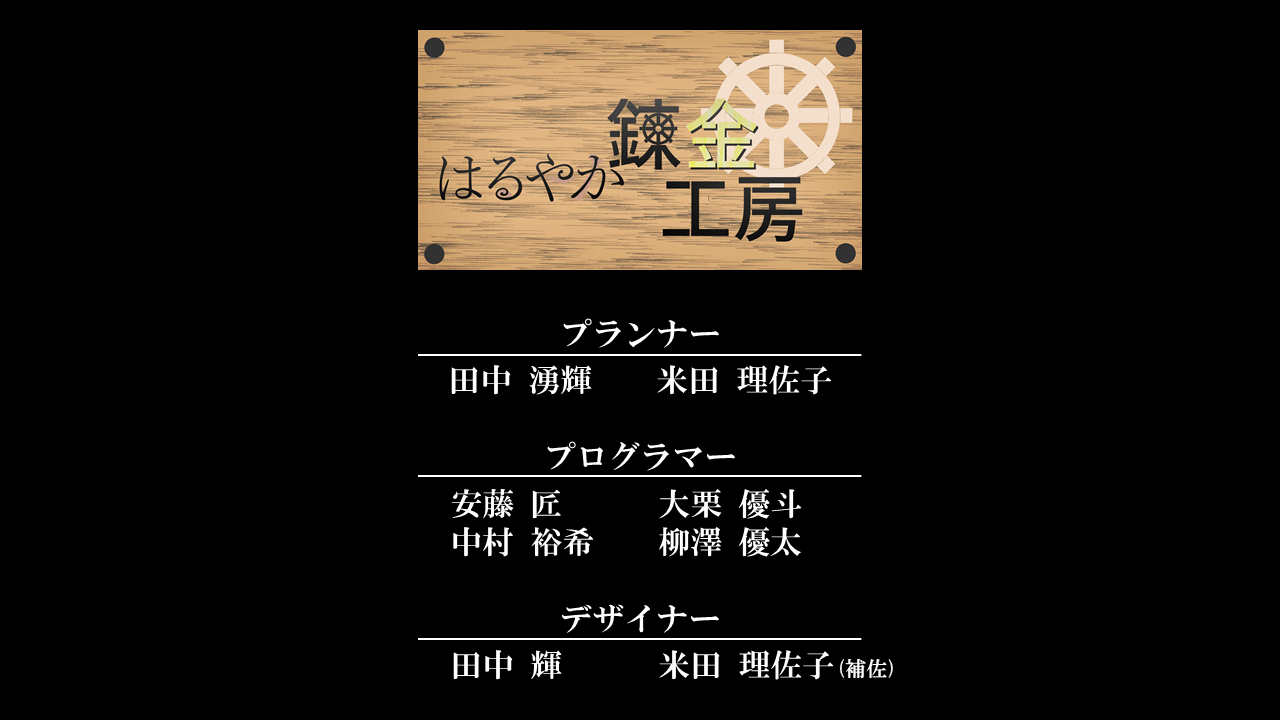 はるやか錬金
工房
プランナー
田中 湧輝 米田 理佐子
プログラマー
安藤 匠 大栗 優斗
中村 裕希 柳澤 優太
デザイナー
田中 輝 米田 理佐子(補佐)